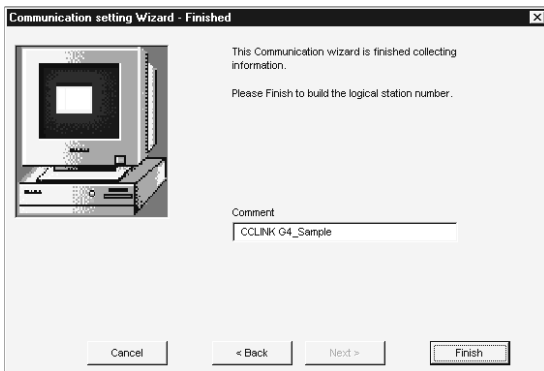 Communication setting Wizard - Finished
This Communication wizard is finished collecting
information.
Please Finish to build the logical station number.
Comment
CCLINK G4_Sample
Cancel
< Back
Next >
Finish